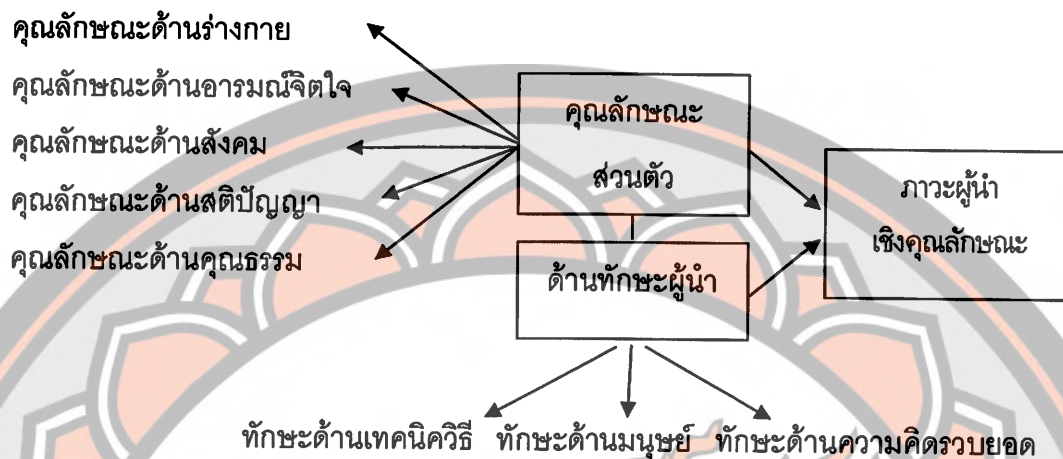 คุณลักษณะด้านร่างกาย
คุณลักษณะด้านอารมณ์จิตใจ
คุณลักษณะด้านสังคม
คุณลักษณะด้านสติปัญญา
คุณลักษณะด้านคุณธรรม
คุณลักษณะ
ส่วนตัว
ด้านทักษะผู้นำ
ภาวะผู้นำ
เชิงคุณลักษณะ
ทักษะด้านเทคนิควิธี ทักษะด้านมนุษย์ ทักษะด้านความคิดรวบยอด